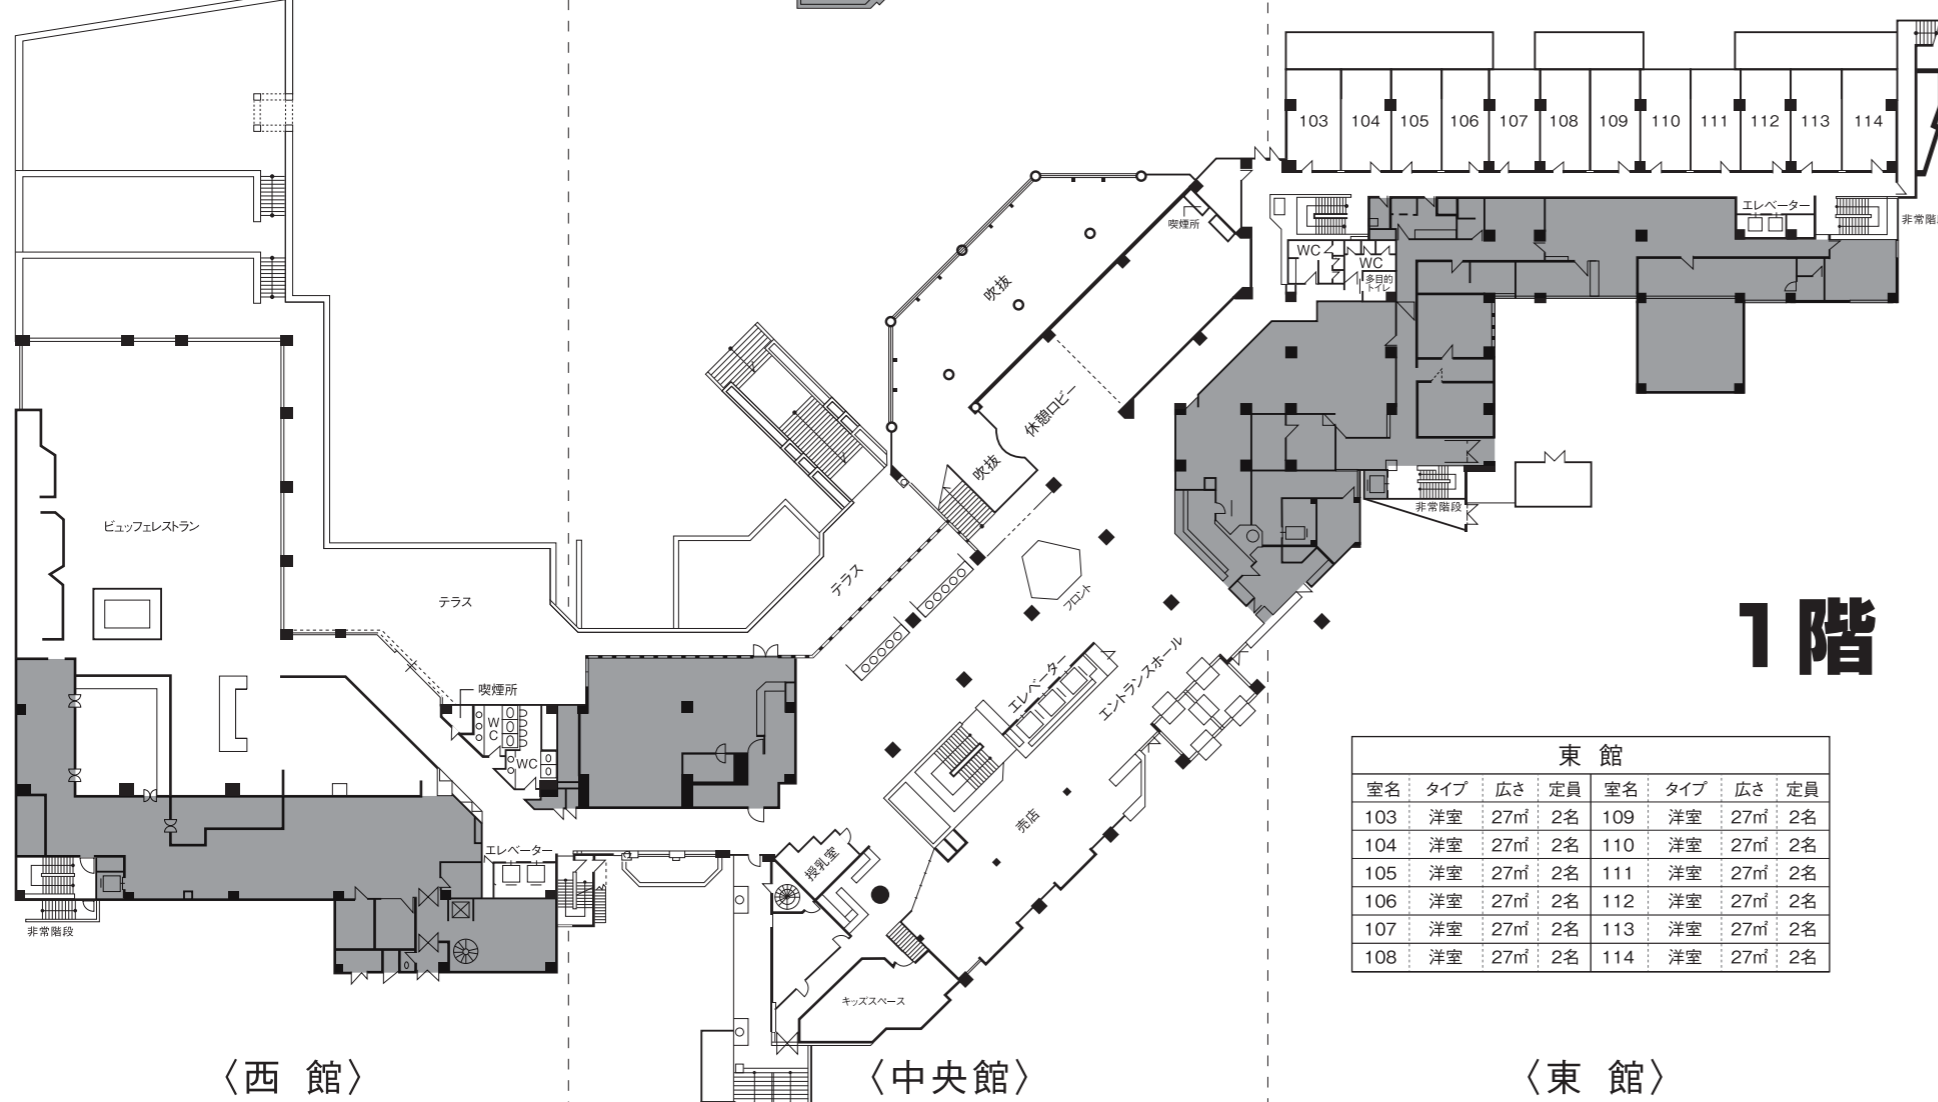 103 104 105 106 107 108 109 110 111 112 113 114
エレベーター
非常階
喫煙所
WC
WC
多目的
トイレ
吹抜
休憩ロビー
吹抜
非常階段
ビュッフェレストラン
テラス
テラス
フロント
1階
喫煙所
W
C
WC
エレベーター
エントランスホール
売店
エレベーター
授乳室
非常階段
キッズスペース
東 館
室名 タイプ 広さ 定員 室名 タイプ 広さ 定員
103 洋室 27㎡ 2名 109 洋室 27㎡ 2名
104 洋室 27㎡ 2名 110 洋室 27㎡ 2名
105 洋室 27㎡ 2名 111 洋室 27㎡ 2名
106 洋室 27㎡ 2名 112 洋室 27㎡ 2名
107 洋室 27㎡ 2名 113 洋室 27㎡ 2名
108 洋室 27㎡ 2名 114 洋室 27㎡ 2名
〈西 館〉 〈中央館〉 〈東 館〉